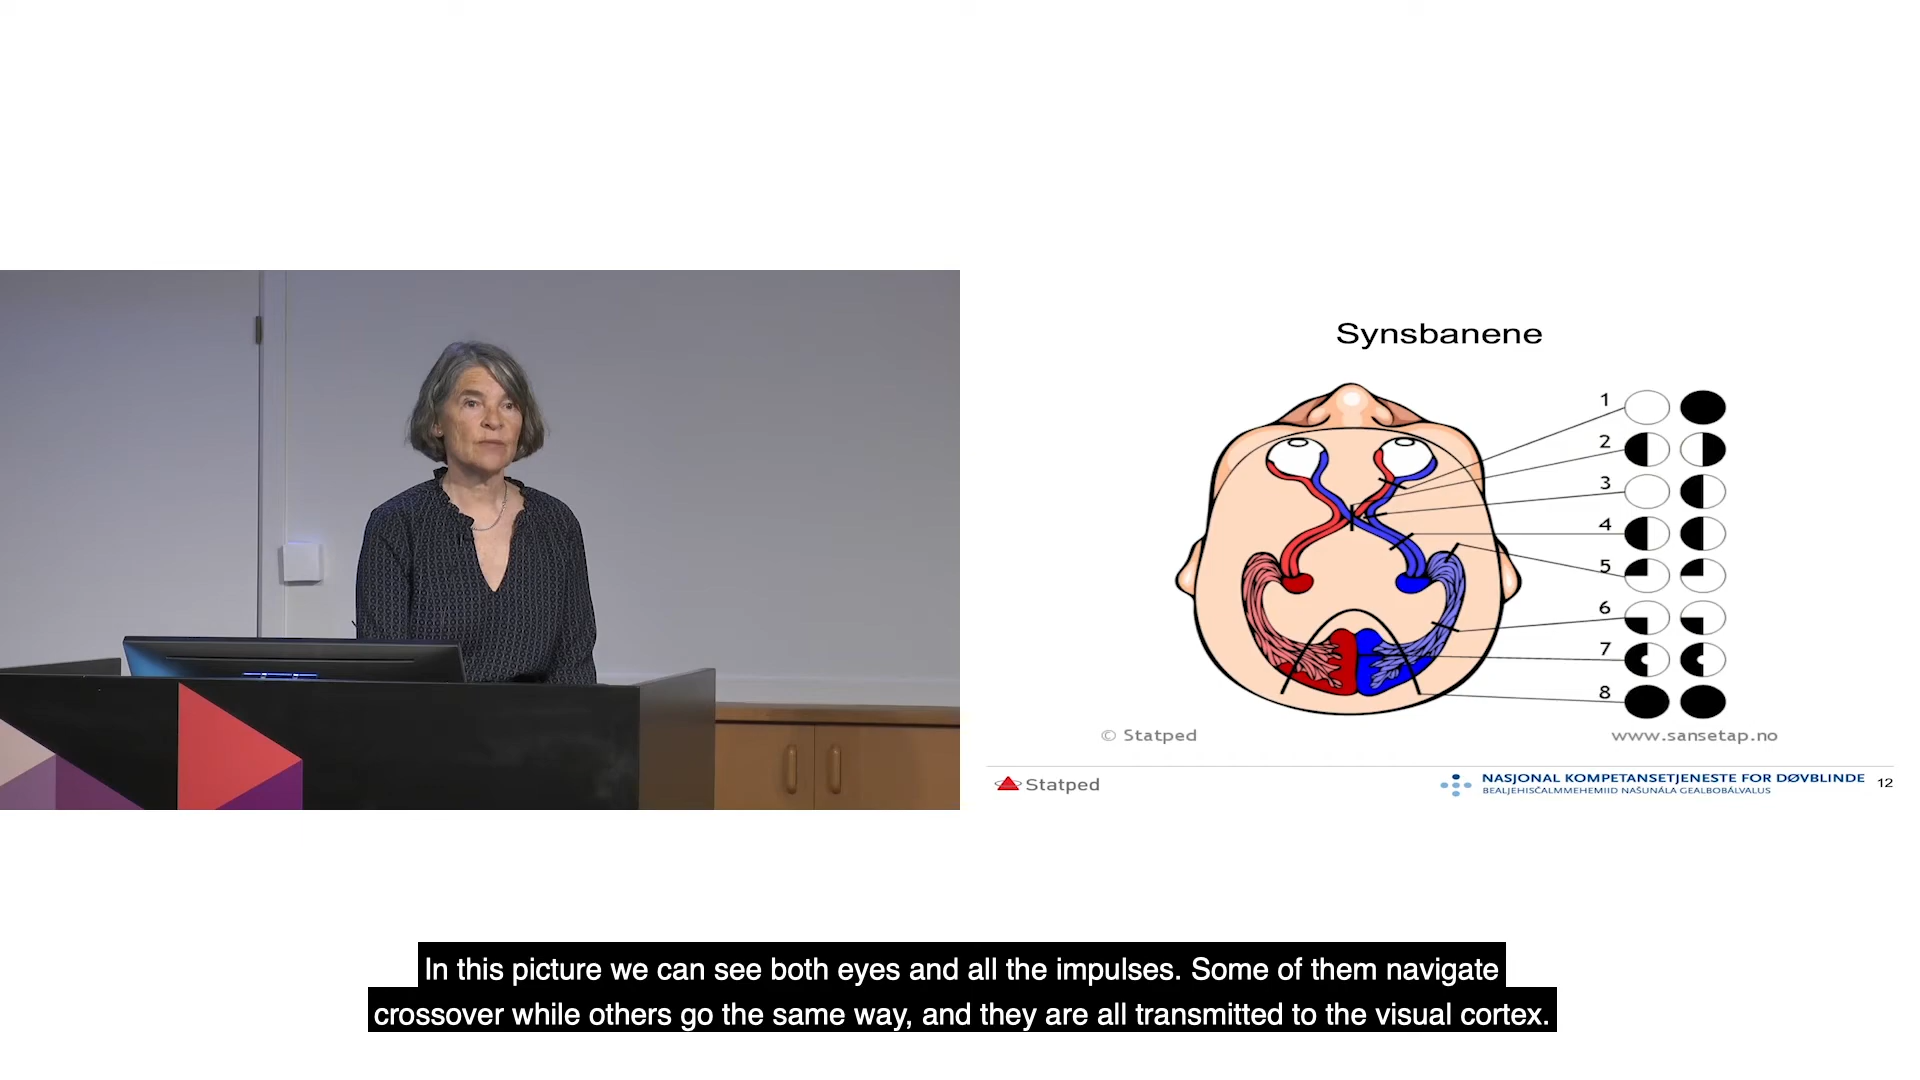 Synsbanene
1
2
3
4
5
6
7
8
© Statped
www.sansetap.no
Statped
NASJONAL KOMPETANSETJENESTE FOR DØVBLINDE
BEALJEHISČALMMEHEMIID NAŠUNÁLA GEALBOBÁLVALUS
12
In this picture we can see both eyes and all the impulses. Some of them navigate
crossover while others go the same way, and they are all transmitted to the visual cortex.